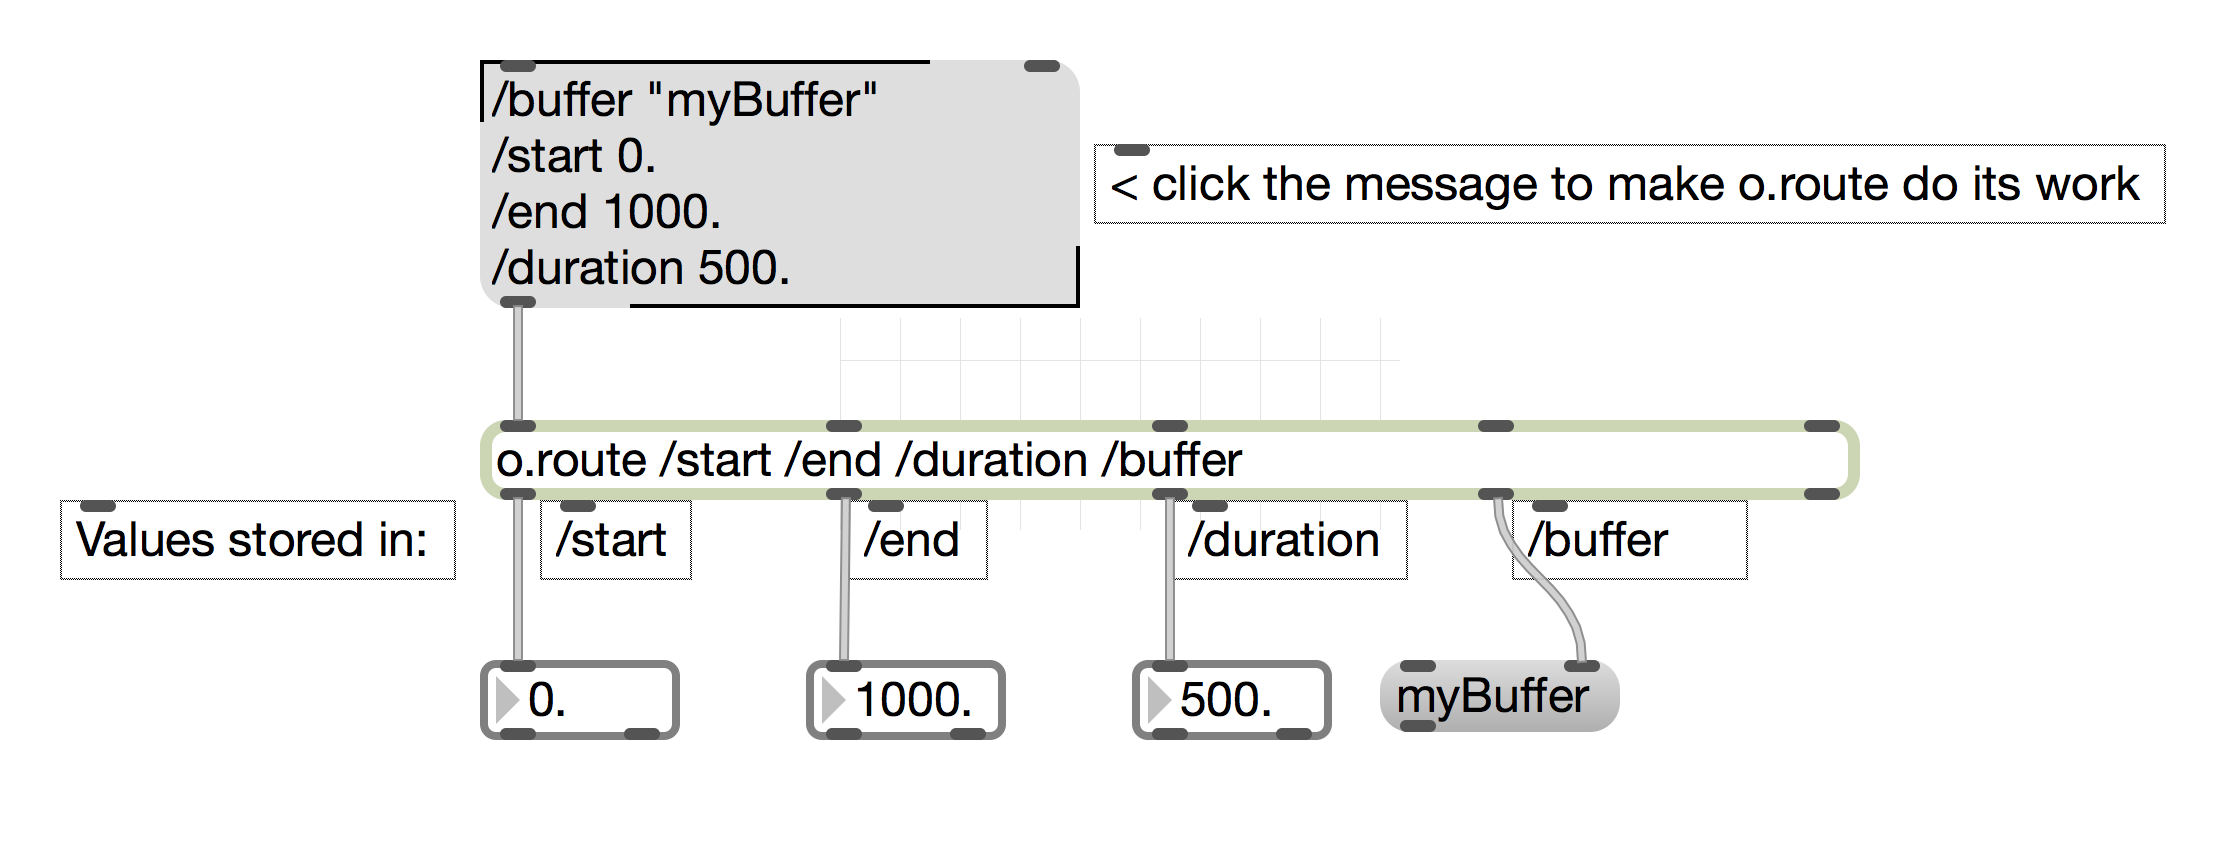 /buffer "myBuffer"
/start 0.
/end 1000.
/duration 500.
< click the message to make o.route do its work
o.route /start /end /duration /buffer
Values stored in:
/start
/end
/duration
/buffer
0.
1000.
500.
myBuffer